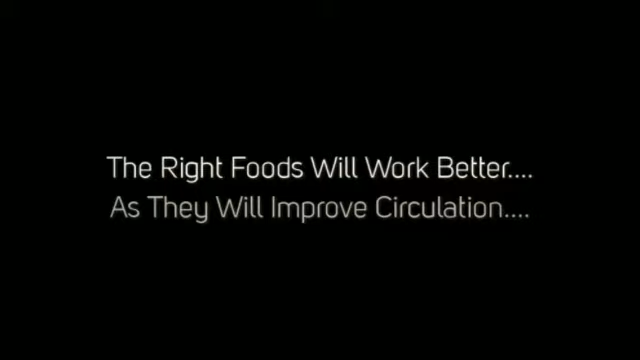 The Right Foods Will Work Better....
As They Will Improve Circulation....